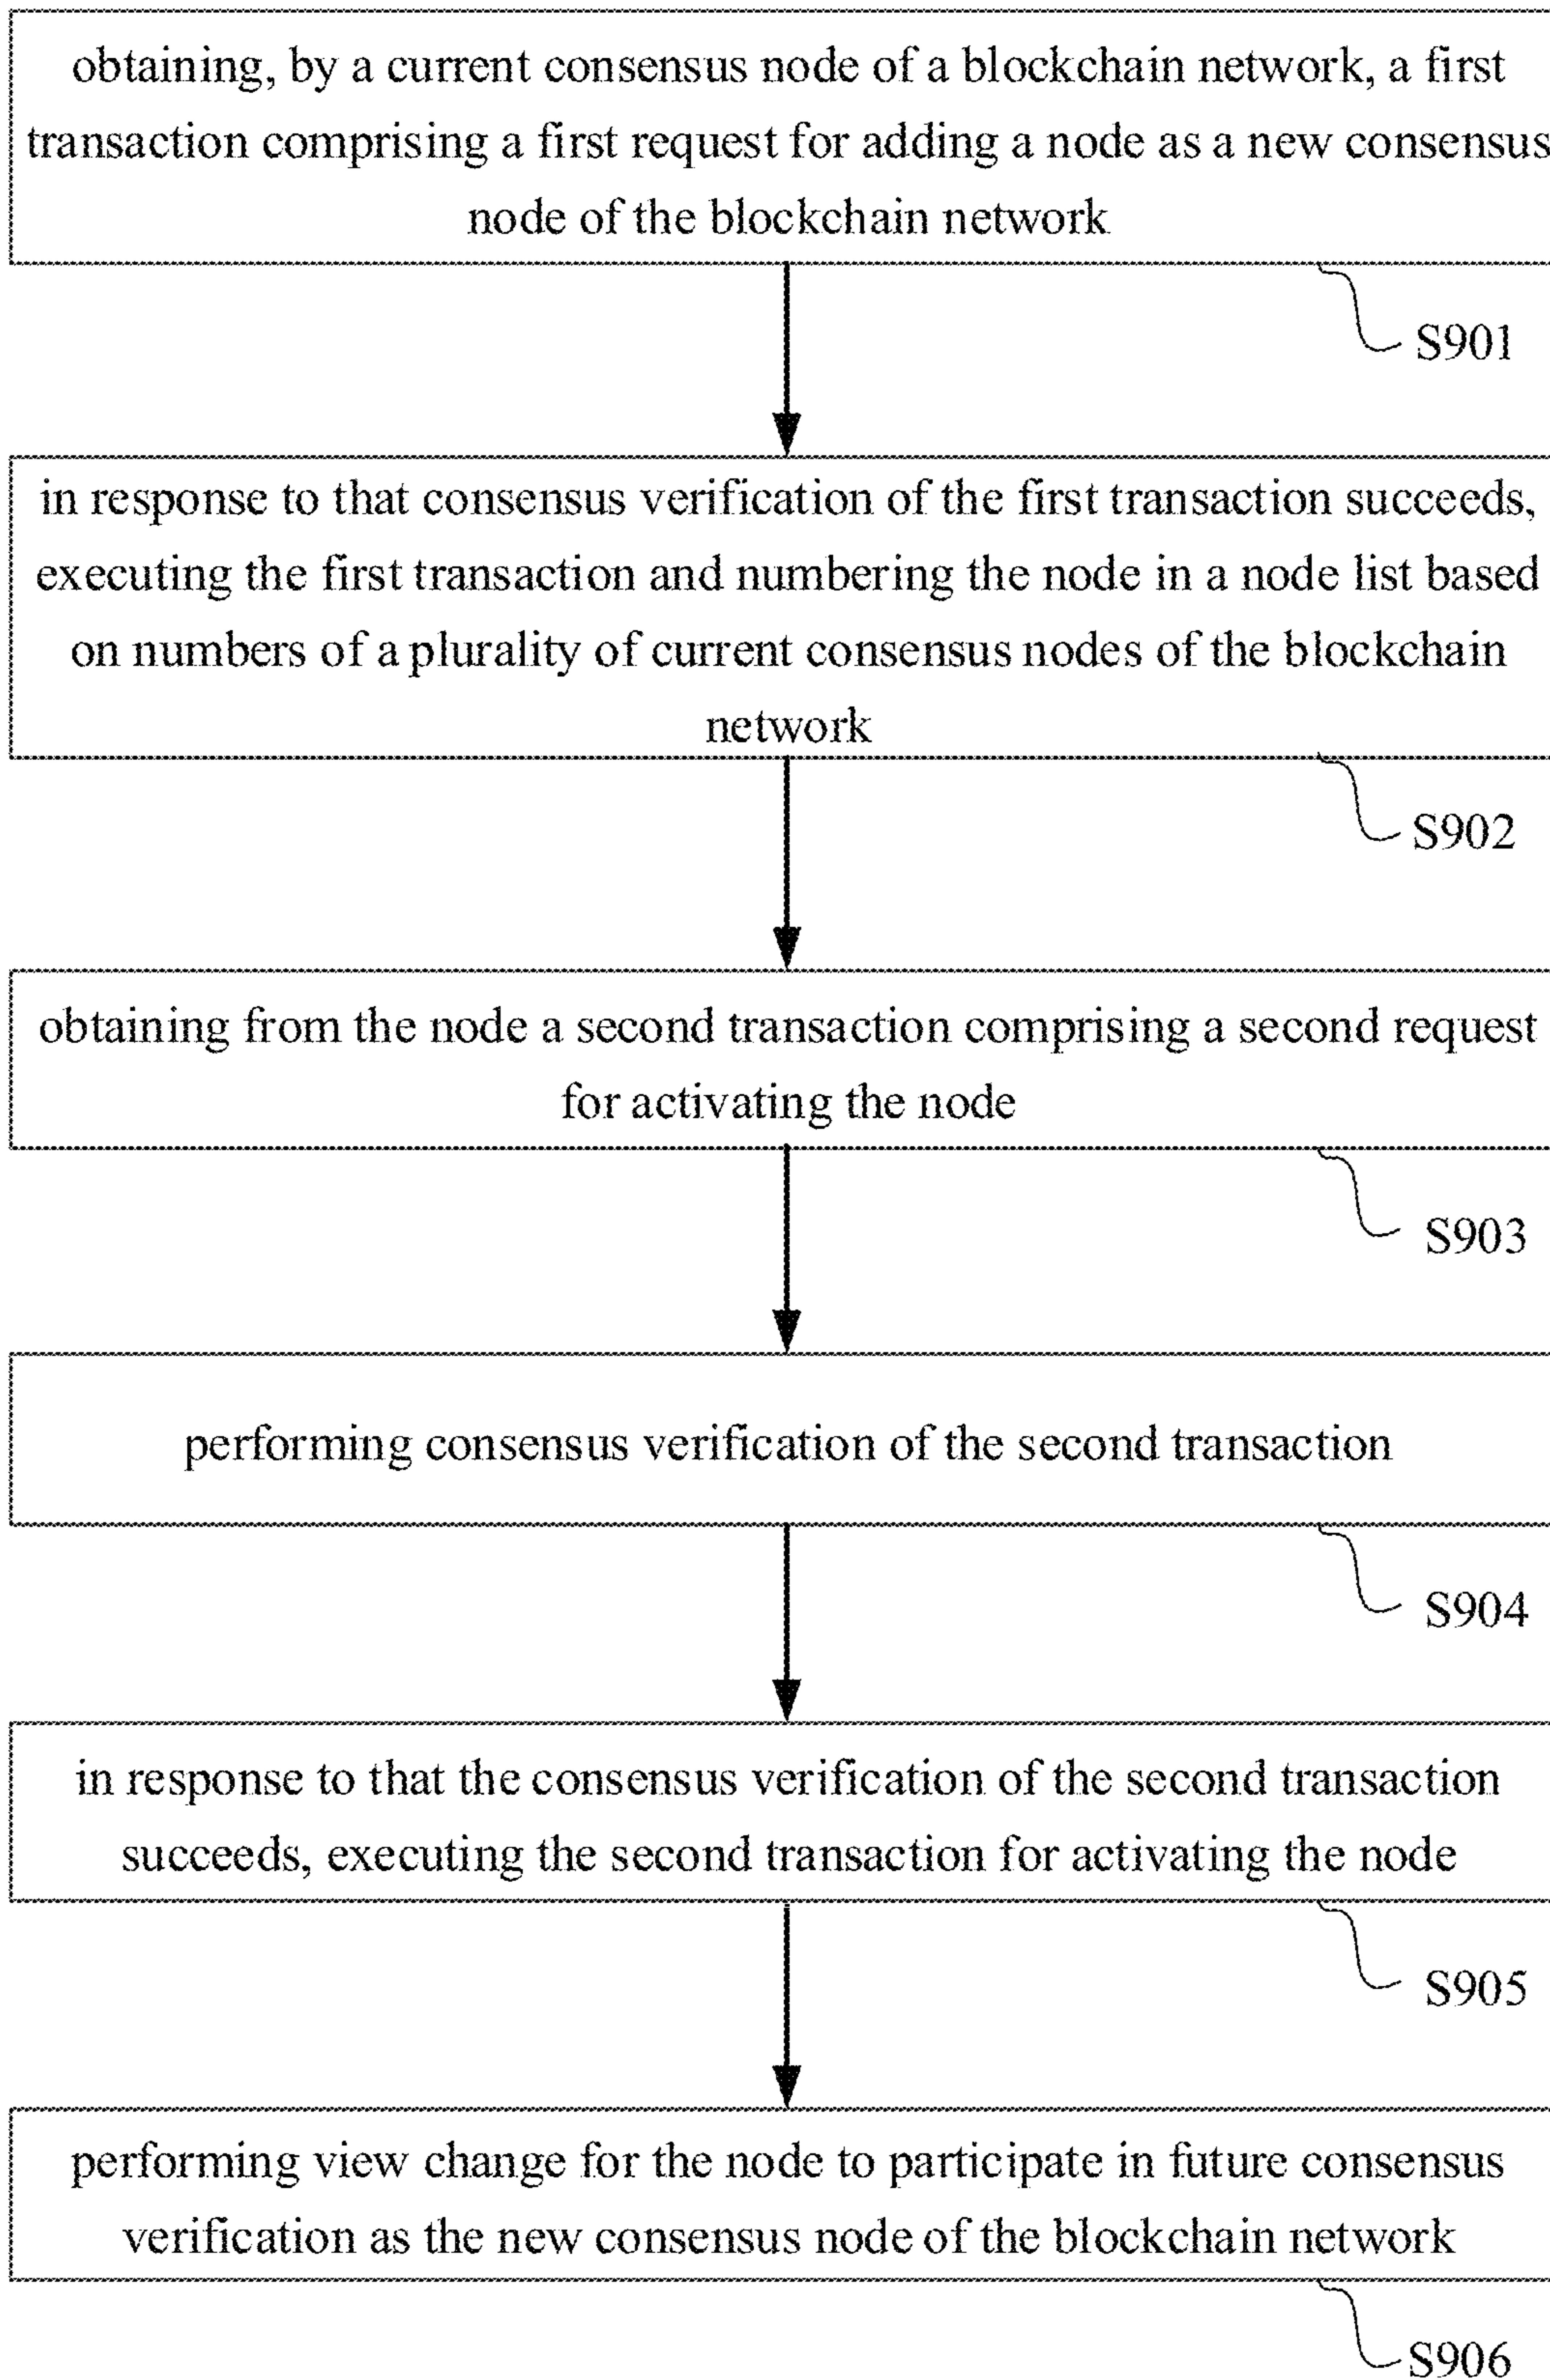 obtaining, by a current consensus node of a blockchain network, a first
transaction comprising a first request for adding a node as a new consensus
node of the blockchain network
S901
in response to that consensus verification of the first transaction succeeds,
executing the first transaction and numbering the node in a node list based
on numbers of a plurality of current consensus nodes of the blockchain
network
S902
obtaining from the node a second transaction comprising a second request
for activating the node
S903
performing consensus verification of the second transaction
S904
in response to that the consensus verification of the second transaction
succeeds, executing the second transaction for activating the node
S905
performing view change for the node to participate in future consensus
verification as the new consensus node of the blockchain network
S906